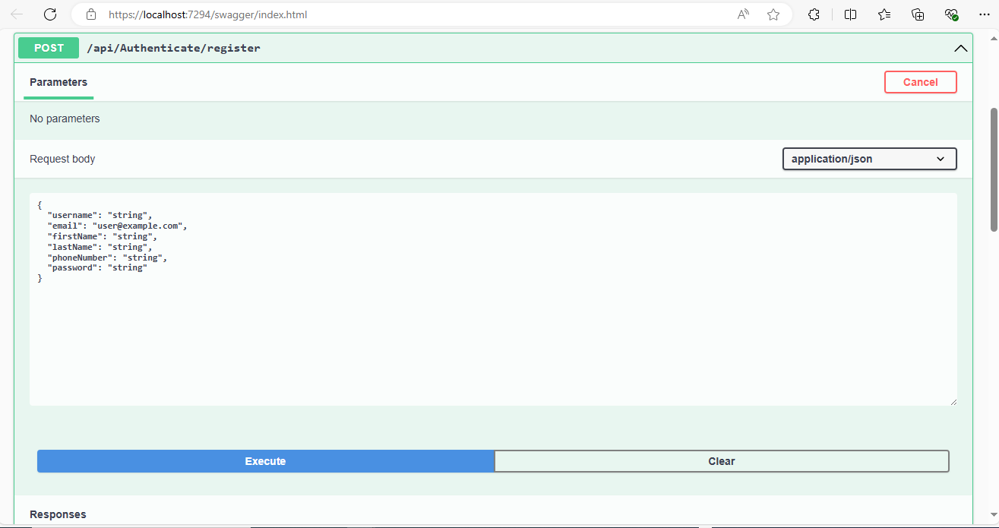 https://localhost:7294/swagger/index.html
POST /api/Authenticate/register
Parameters Cancel
No parameters
Request body application/json
{
"username": "string",
"email": "user@example.com",
"firstName": "string",
"lastName": "string",
"phoneNumber": "string",
"password": "string"
}
Execute Clear
Responses